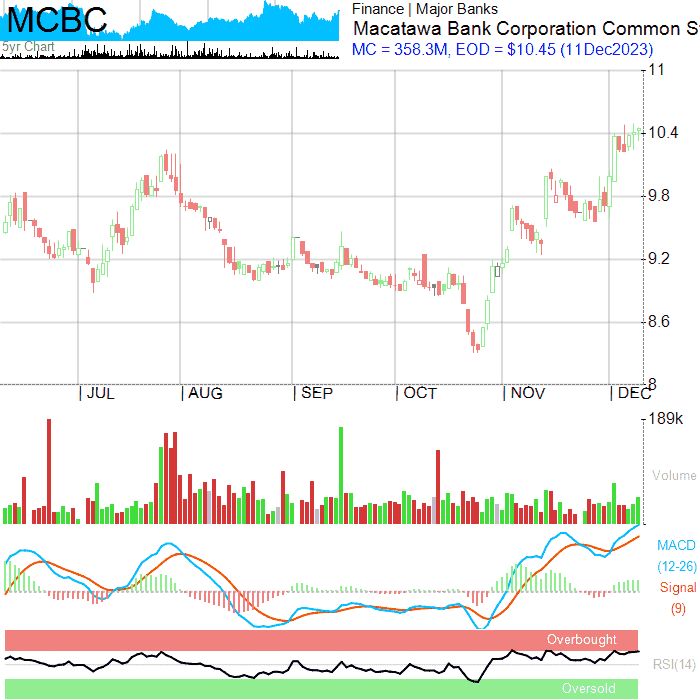 MCBC
5yr Chart
Finance | Major Banks
Macatawa Bank Corporation Common S
MC = 358.3M, EOD = $10.45 (11Dec2023)
11
10.4
9.8
9.2
8.6
8
JUL
AUG
SEP
OCT
NOV
DEC
189k
Volume
MACD
(12-26)
Signal
(9)
Overbought
RSI(14)
Oversold